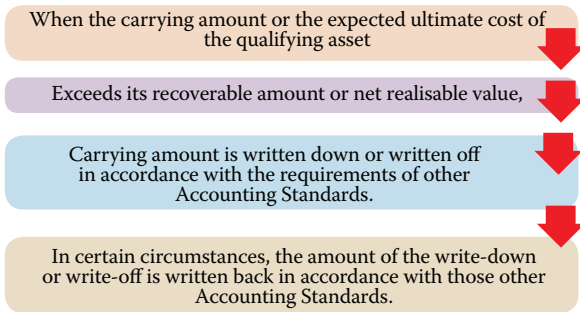 When the carrying amount or the expected ultimate cost of
the qualifying asset
Exceeds its recoverable amount or net realisable value,
Carrying amount is written down or written off
in accordance with the requirements of other
Accounting Standards.
In certain circumstances, the amount of the write-down
or write-off is written back in accordance with those other
Accounting Standards.